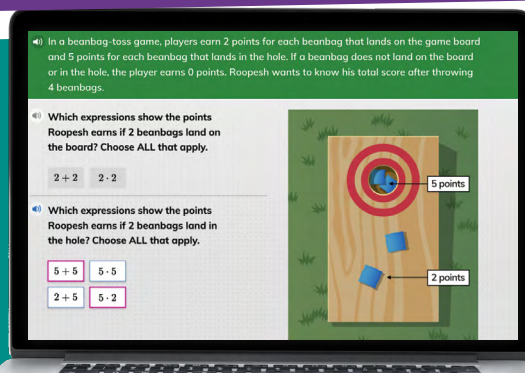 In a beanbag-toss game, players earn 2 points for each beanbag that lands on the game board
and 5 points for each beanbag that lands in the hole. If a beanbag does not land on the board
or in the hole, the player earns 0 points. Roopesh wants to know his total score after throwing
4 beanbags.
Which expressions show the points
Roopesh earns if 2 beanbags land on
the board? Choose ALL that apply.
2 + 2 2 · 2
Which expressions show the points
Roopesh earns if 2 beanbags land in
the hole? Choose ALL that apply.
5 + 5 5 · 5
2 + 5 5 · 2
5 points
2 points